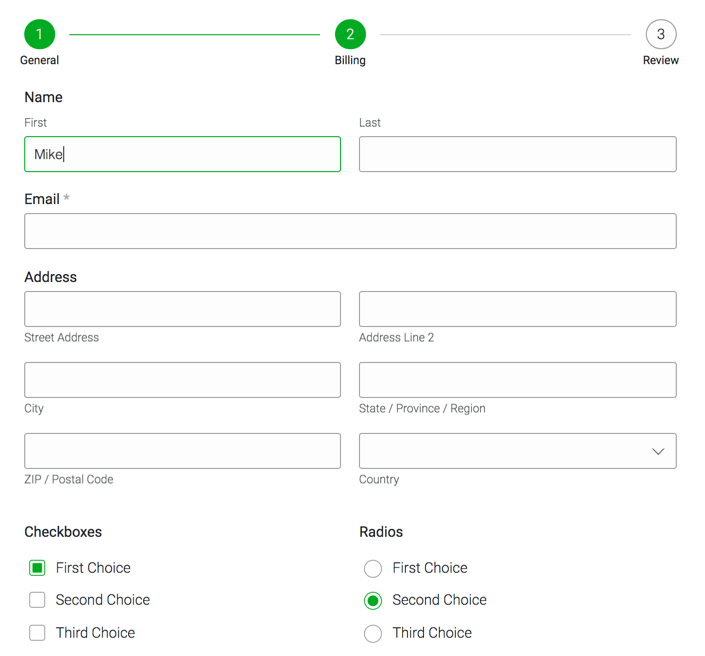 1 2 3
General Billing Review
Name
First Last
Mike
Email *
Address
Street Address Address Line 2
City State / Province / Region
ZIP / Postal Code Country
Checkboxes Radios
First Choice First Choice
Second Choice Second Choice
Third Choice Third Choice